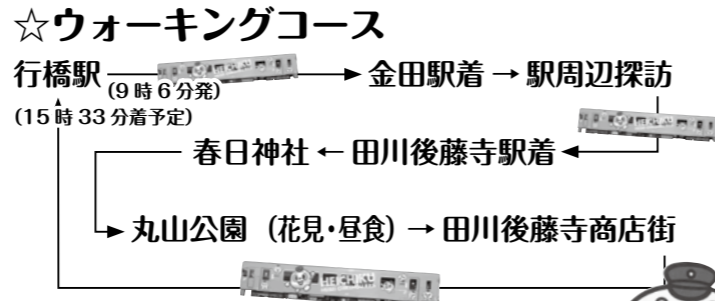 ☆ウォーキングコース
行橋駅 (9時6分発) → 金田駅着 → 駅周辺探訪
(15時33分着予定)
春日神社 ← 田川後藤寺駅着
丸山公園 (花見・昼食) → 田川後藤寺商店街